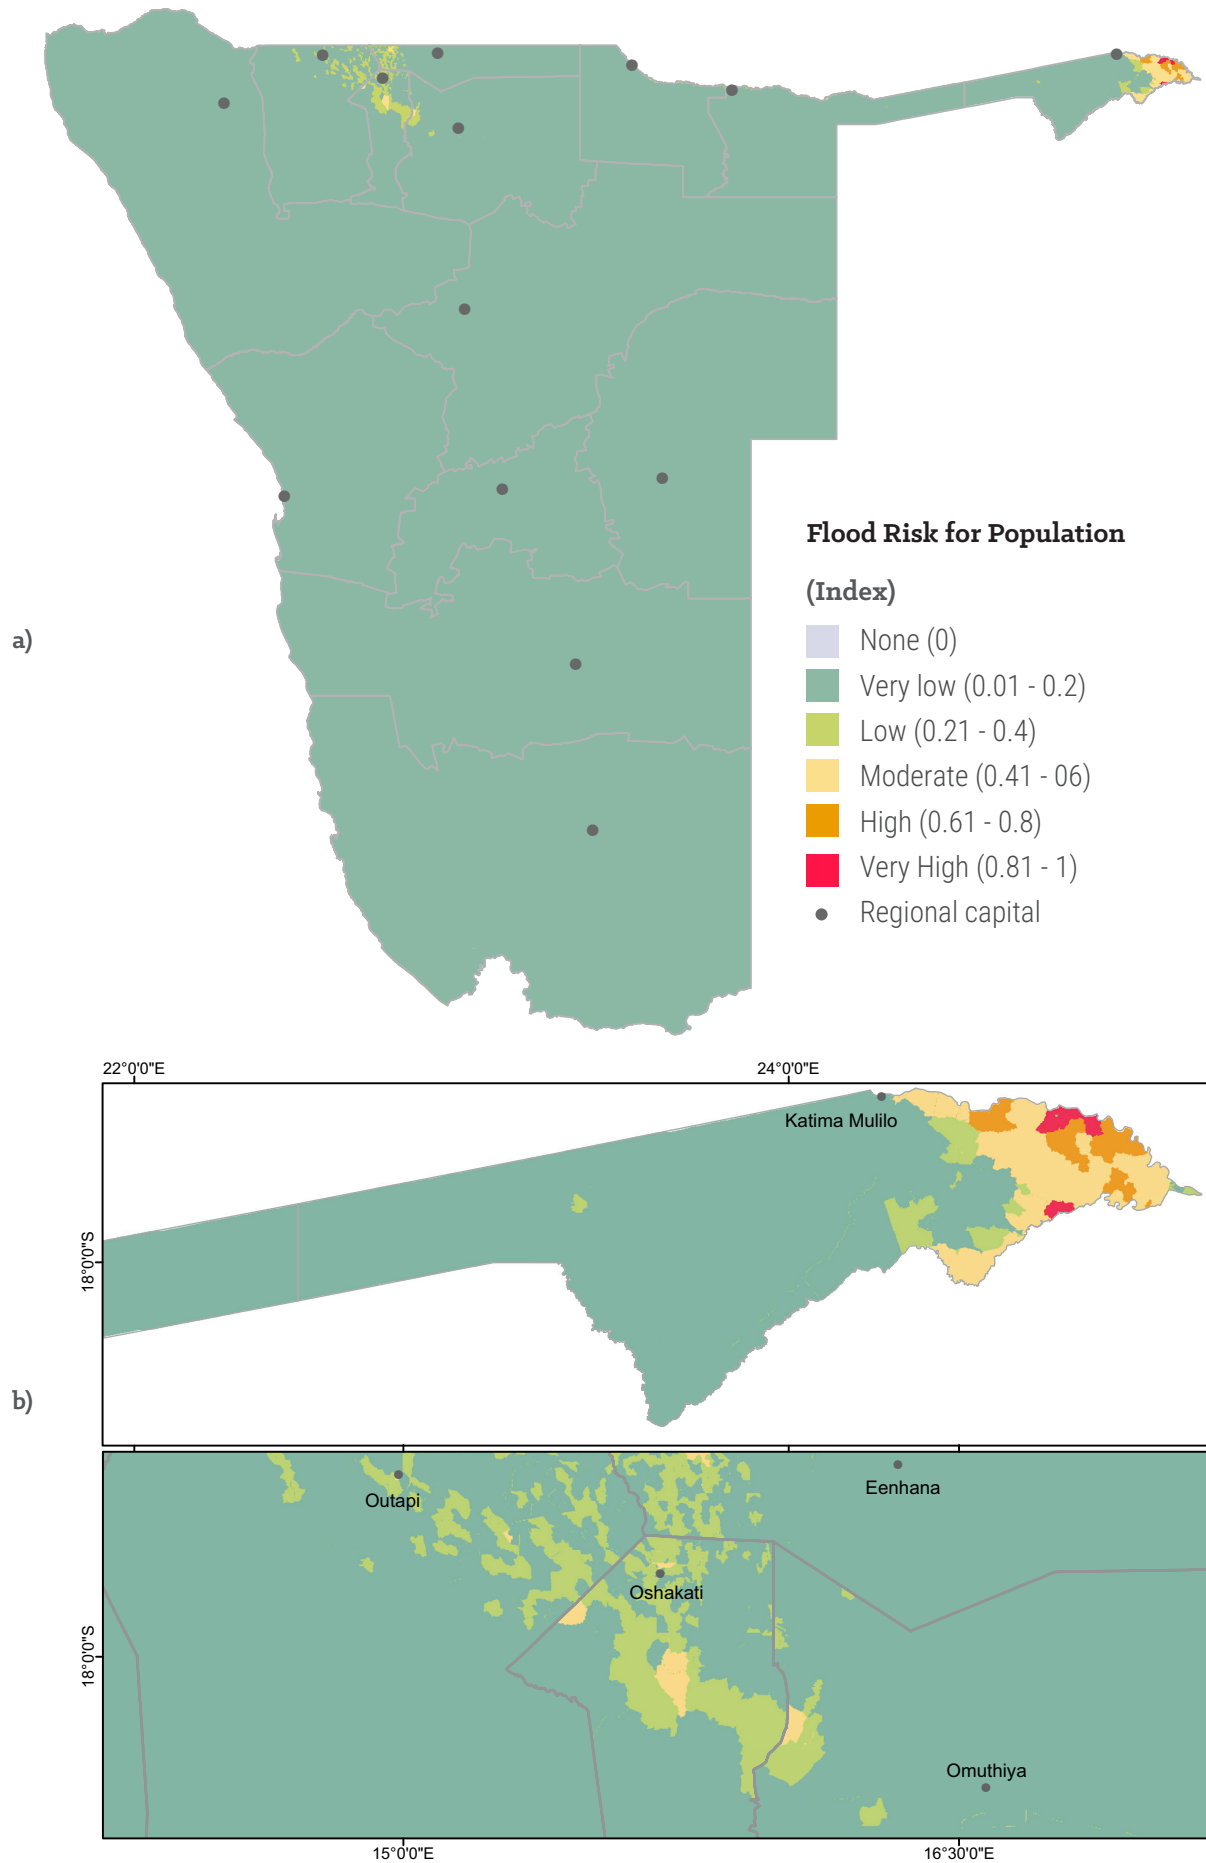 a)
Flood Risk for Population
(Index)
None (0)
Very low (0.01 - 0.2)
Low (0.21 - 0.4)
Moderate (0.41 - 06)
High (0.61 - 0.8)
Very High (0.81 - 1)
Regional capital
b)
22°0'0"E
24°0'0"E
Katima Mulilo
18°0'0"S
Outapi
Eenhana
Oshakati
18°0'0"S
Omuthiya
15°0'0"E
16°30'0"E